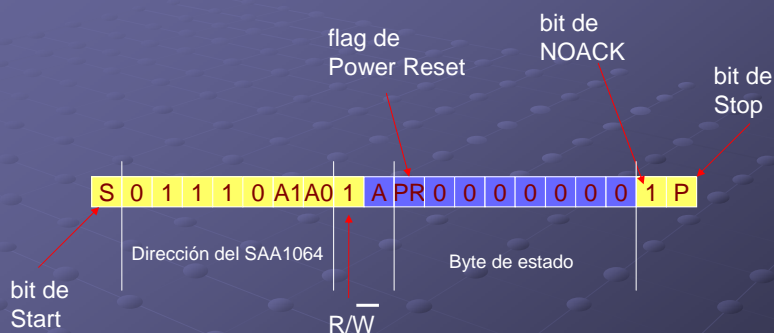 flag de
Power Reset
bit de
NOACK
bit de
Stop
S 0 1 1 1 0 A1 A0 1 A PR 0 0 0 0 0 0 0 1 P
Dirección del SAA1064
Byte de estado
bit de
Start
R/W̅